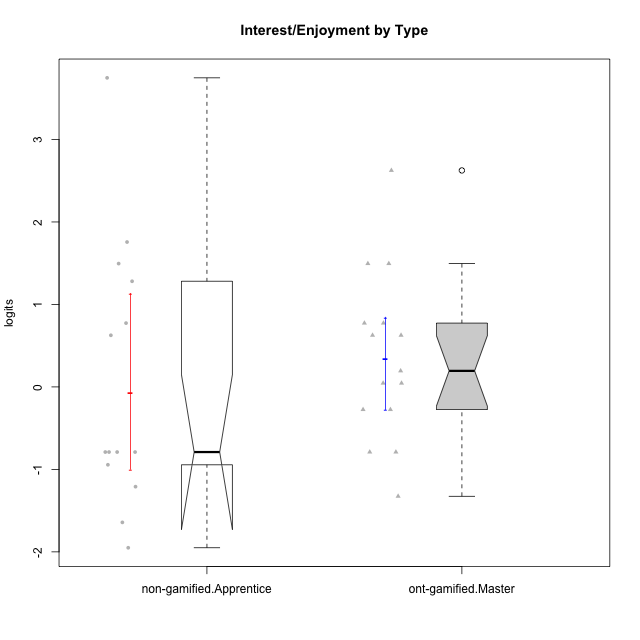 Interest/Enjoyment by Type
3
2
1
0
-1
-2
logits
non-gamified.Apprentice
ont-gamified.Master